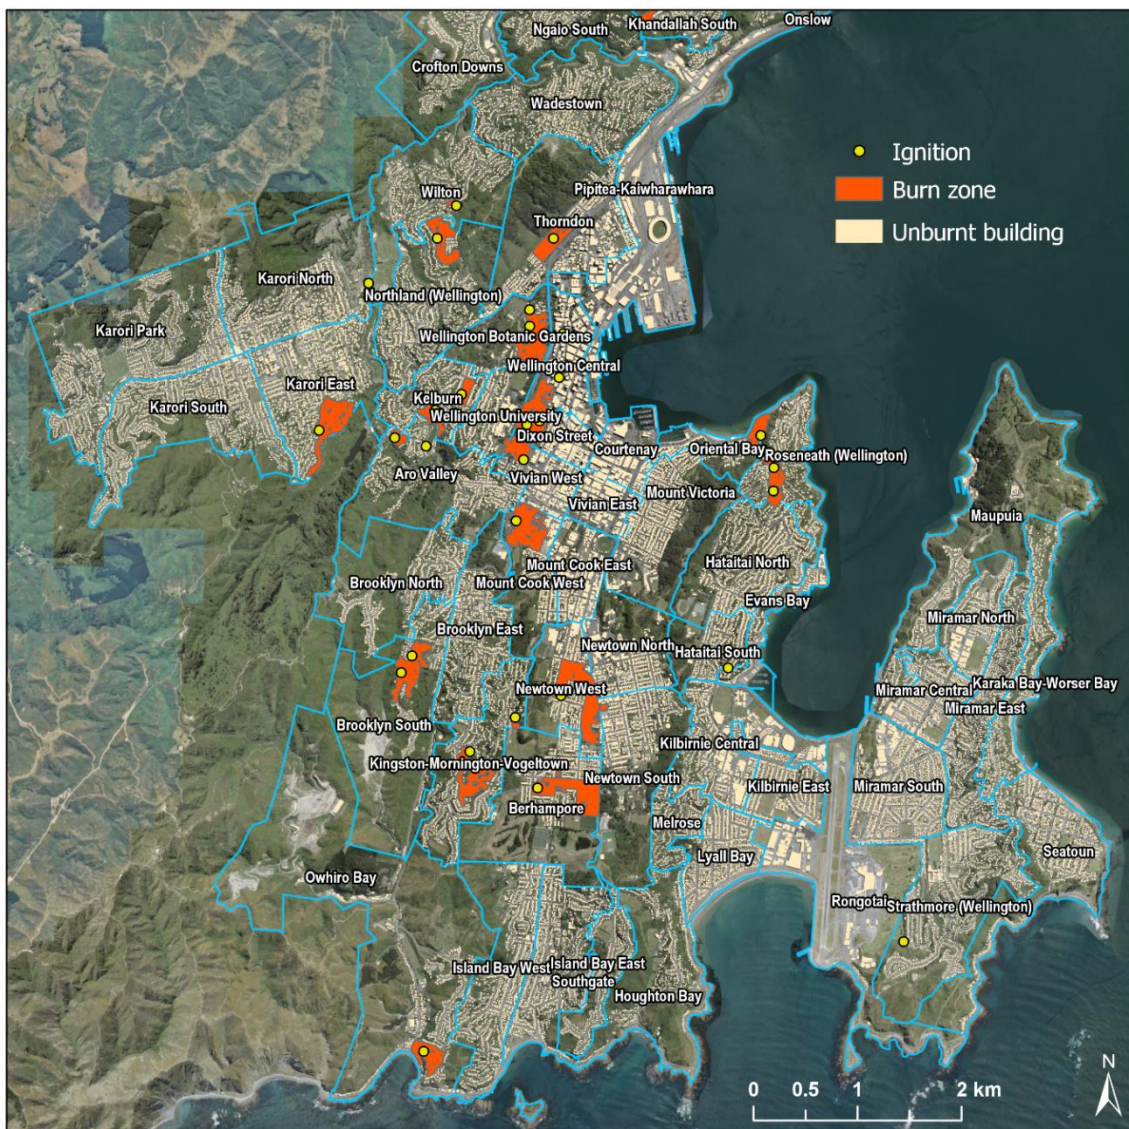 Ngaio South
Khandallah South
Onslow
Crofton Downs
Wadestown
Ignition
Burn zone
Unburnt building
Wilton
Pipitea-Kaiwharawhara
Thorndon
Karori North
Northland (Wellington)
Karori Park
Wellington Botanic Gardens
Wellington Central
Karori East
Karori South
Kelburn
Wellington University
Dixon Street
Courtenay
Oriental Bay
Roseneath (Wellington)
Aro Valley
Vivian West
Mount Victoria
Vivian East
Maupuia
Mount Cook East
Hataitai North
Brooklyn North
Mount Cook West
Evans Bay
Miramar North
Brooklyn East
Newtown North
Hataitai South
Karaka Bay-Worser Bay
Newtown West
Miramar Central
Miramar East
Brooklyn South
Kilbirnie Central
Kingston-Mornington-Vogeltown
Newtown South
Kilbirnie East
Miramar South
Berhampore
Melrose
Lyall Bay
Seatoun
Owhiro Bay
Rongotai
Strathmore (Wellington)
Island Bay West
Island Bay East
Southgate
Houghton Bay
N
0 0.5 1 2 km